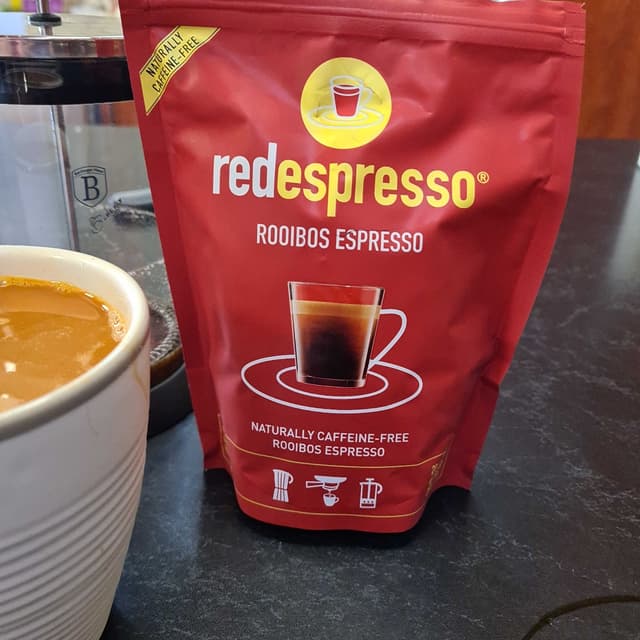 NATURALLY
CAFFEINE-FREE
redespresso®
ROOIBOS ESPRESSO
NATURALLY CAFFEINE-FREE
ROOIBOS ESPRESSO
B